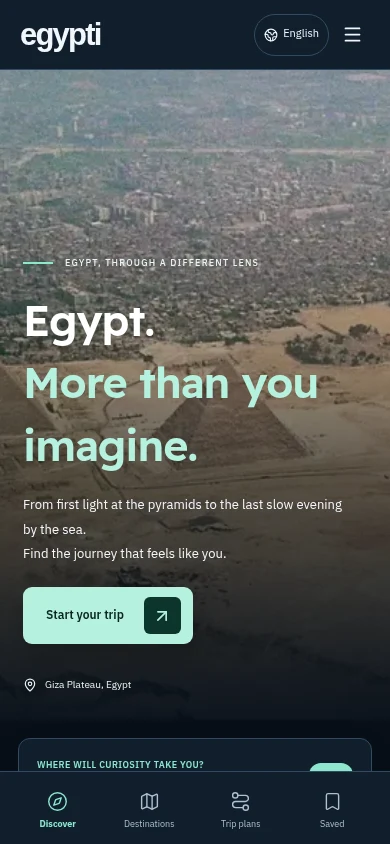 egypti
English
EGYPT, THROUGH A DIFFERENT LENS
Egypt.
More than you
imagine.
From first light at the pyramids to the last slow evening
by the sea.
Find the journey that feels like you.
Start your trip
Giza Plateau, Egypt
WHERE WILL CURIOSITY TAKE YOU?
Discover
Destinations
Trip plans
Saved